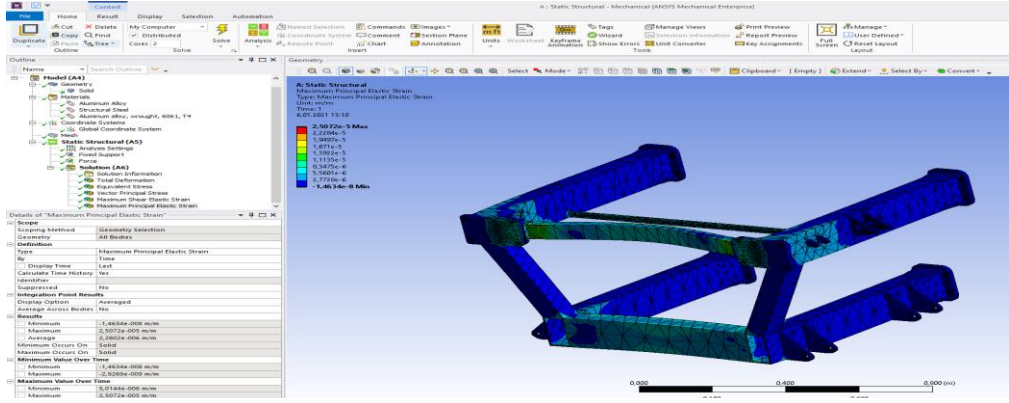 A : Static Structural - Mechanical [ANSYS Mechanical Enterprise]
Context
File Home Result Display Selection Automation
Duplicate
Cut
Copy
Paste
Delete
Find
Tree
Outline
My Computer
Distributed
Cores 2
Solve
Solve
Analysis
Named Selection
Coordinate System
Remote Point
Commands
Comment
Chart
Images
Section Plane
Annotation
Insert
Units
Worksheet
Keyframe Animation
Tags
Wizard
Show Errors
Manage Views
Selection Information
Unit Converter
Print Preview
Report Preview
Key Assignments
Tools
Full Screen
Manage
User Defined
Reset Layout
Layout
Outline
Name
Search Outline
Model (A4)
Geometry
Solid
Materials
Aluminum Alloy
Structural Steel
Aluminum alloy, wrought, 6061, T4
Coordinate Systems
Global Coordinate System
Mesh
Static Structural (A5)
Analysis Settings
Fixed Support
Force
Solution (A6)
Solution Information
Total Deformation
Equivalent Stress
Vector Principal Stress
Maximum Shear Elastic Strain
Maximum Principal Elastic Strain
Details of "Maximum Principal Elastic Strain"
Scope
Scoping Method Geometry Selection
Geometry All Bodies
Definition
Type Maximum Principal Elastic Strain
By Time
Display Time Last
Calculate Time History Yes
Identifier
Suppressed No
Integration Point Results
Display Option Averaged
Average Across Bodies No
Results
Minimum -1,4634e-008 m/m
Maximum 2,5072e-005 m/m
Average 2,2802e-006 m/m
Minimum Occurs On Solid
Maximum Occurs On Solid
Minimum Value Over Time
Minimum -1,4634e-008 m/m
Maximum -2,9269e-009 m/m
Maximum Value Over Time
Minimum 5,0144e-006 m/m
Maximum 2,5072e-005 m/m
Geometry
Select Mode Clipboard [ Empty ] Extend Select By Convert
A: Static Structural
Maximum Principal Elastic Strain
Type: Maximum Principal Elastic Strain
Unit: m/m
Time: 1
6.01.2021 13:10
2,5072e-5 Max
2,2284e-5
1,9497e-5
1,671e-5
1,3922e-5
1,1135e-5
8,3475e-6
5,5601e-6
2,7728e-6
-1,4634e-8 Min
0,000 0,400 0,800 (m)